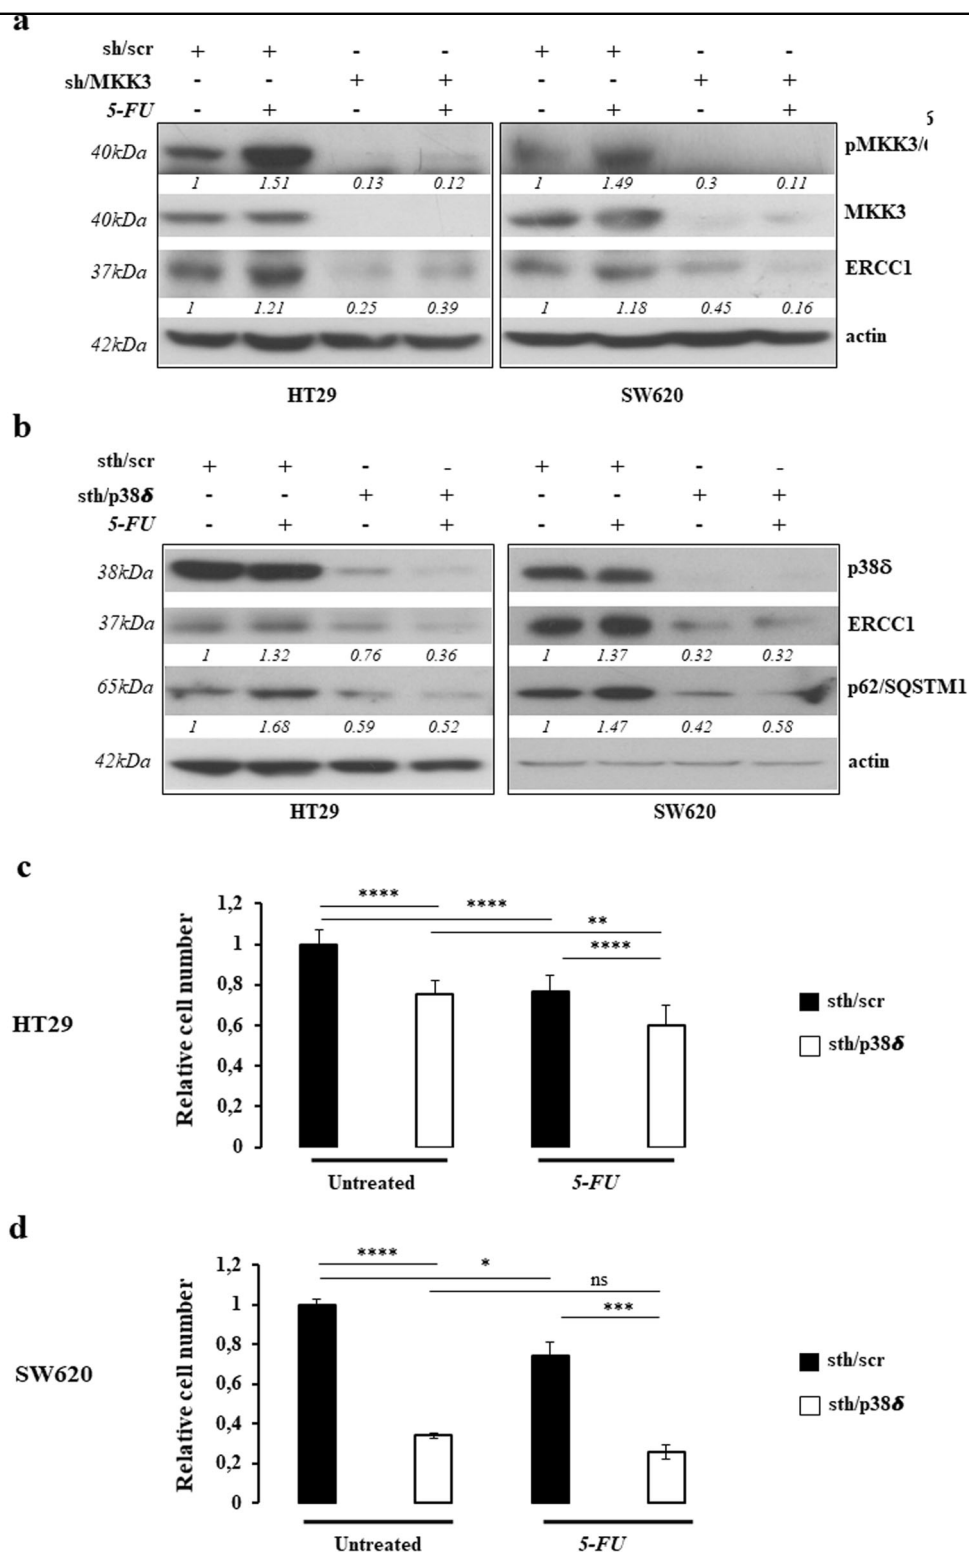 a
sh/scr + + - - + + - -
sh/MKK3 - - + + - - + +
5-FU - + - + - + - +
6
40kDa pMKK3/
1 1.51 0.13 0.12 1 1.49 0.3 0.11
40kDa MKK3
37kDa ERCC1
1 1.21 0.25 0.39 1 1.18 0.45 0.16
42kDa actin
HT29 SW620
b
sth/scr + + - - + + - -
sth/p38δ - - + + - - + +
5-FU - + - + - + - +
38kDa p38δ
37kDa ERCC1
1 1.32 0.76 0.36 1 1.37 0.32 0.32
65kDa p62/SQSTM1
1 1.68 0.59 0.52 1 1.47 0.42 0.58
42kDa actin
HT29 SW620
c
HT29
Relative cell number
1,2
1
0,8
0,6
0,4
0,2
0
****
****
**
****
Untreated 5-FU
sth/scr
sth/p38δ
d
SW620
Relative cell number
1,2
1
0,8
0,6
0,4
0,2
0
****
*
ns
***
Untreated 5-FU
sth/scr
sth/p38δ